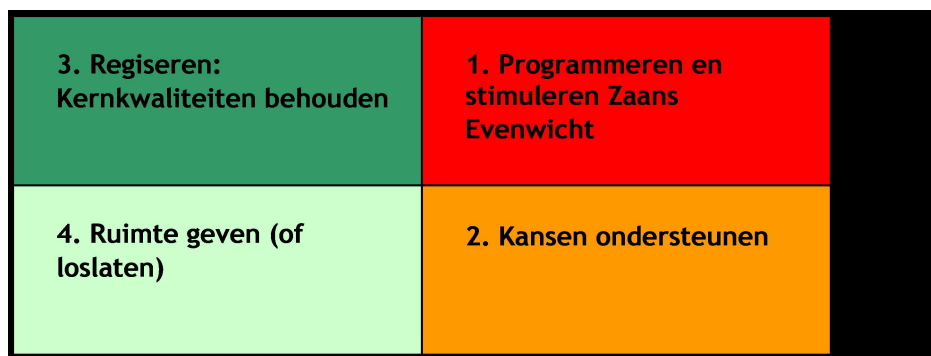 3. Regiseren:
Kernkwaliteiten behouden
1. Programmeren en
stimuleren Zaans
Evenwicht
4. Ruimte geven (of
loslaten)
2. Kansen ondersteunen